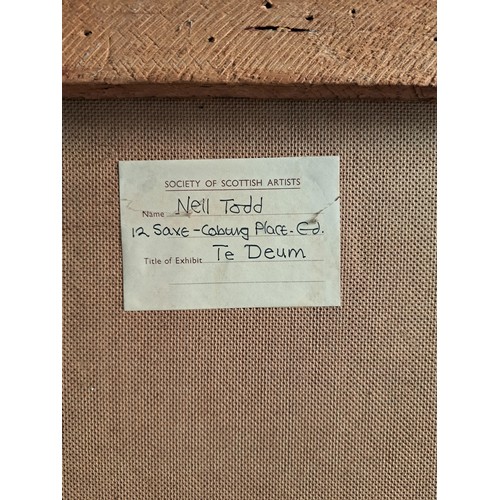 SOCIETY OF SCOTTISH ARTISTS
Name Nell Todd
12 Saxe-Coburg Place-Ed.
Title of Exhibit Te Deum